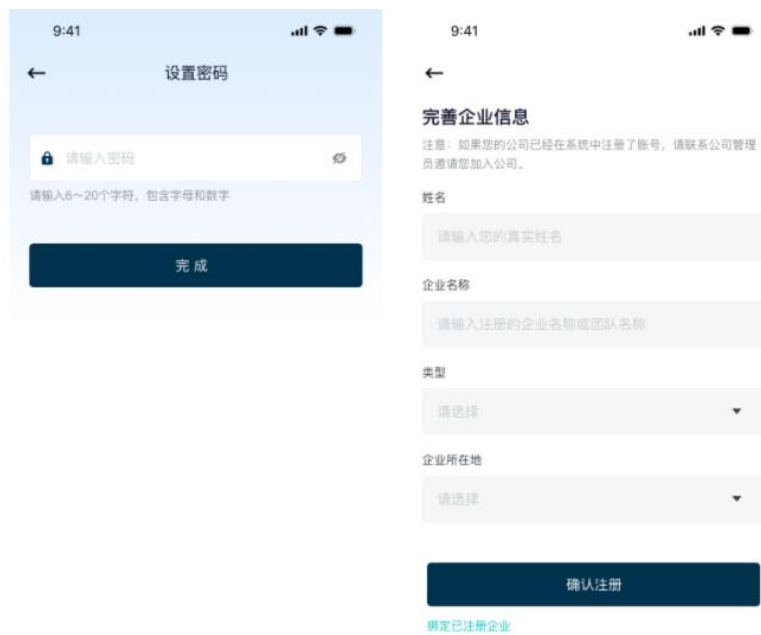 9:41
设置密码
请输入密码
请输入6～20个字符，包含字母和数字
完成
9:41
完善企业信息
注意：如果您的公司已经在系统中注册了账号，请联系公司管理
员邀请您加入公司。
姓名
请输入您的真实姓名
企业名称
请输入注册的企业名称或团队名称
类型
请选择
企业所在地
请选择
确认注册
绑定已注册企业